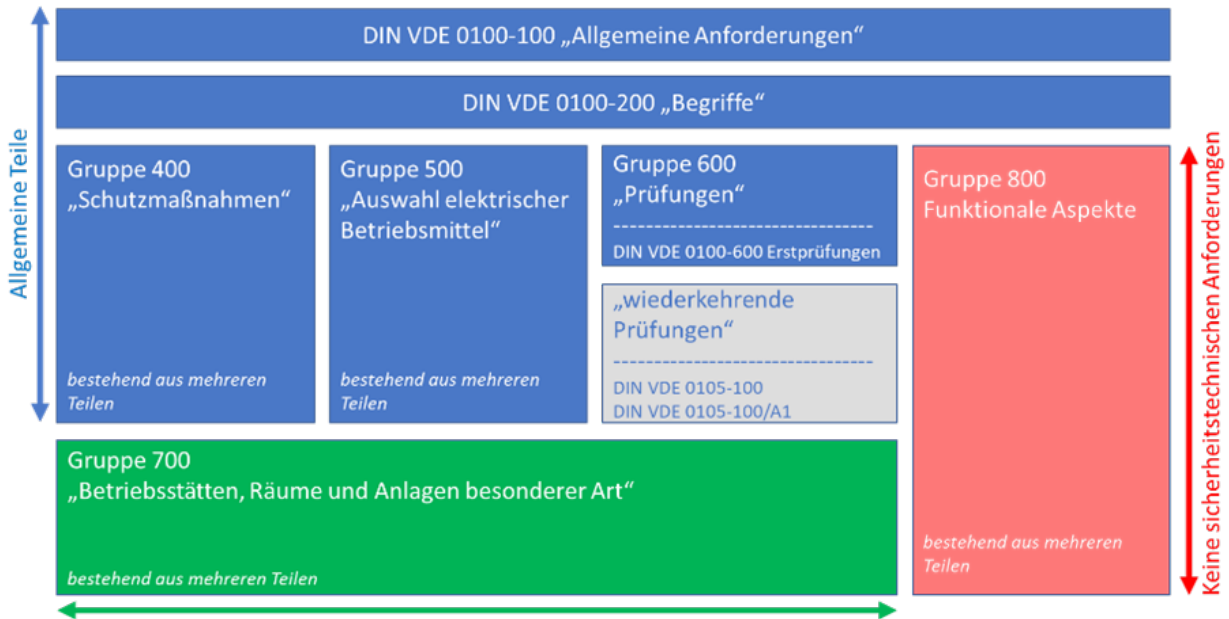 DIN VDE 0100-100 „Allgemeine Anforderungen“
DIN VDE 0100-200 „Begriffe“
Allgemeine Teile
Gruppe 400
„Schutzmaßnahmen“
bestehend aus mehreren
Teilen
Gruppe 500
„Auswahl elektrischer
Betriebsmittel“
bestehend aus mehreren
Teilen
Gruppe 600
„Prüfungen“
---------------------------------
DIN VDE 0100-600 Erstprüfungen
„wiederkehrende
Prüfungen“
---------------------------------
DIN VDE 0105-100
DIN VDE 0105-100/A1
Gruppe 800
Funktionale Aspekte
bestehend aus mehreren
Teilen
Keine sicherheitstechnischen Anforderungen
Gruppe 700
„Betriebsstätten, Räume und Anlagen besonderer Art“
bestehend aus mehreren Teilen